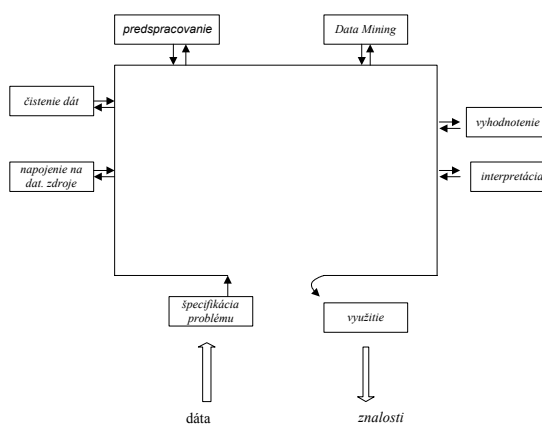 predspracovanie
Data Mining
čistenie dát
vyhodnotenie
napojenie na
dat. zdroje
interpretácia
špecifikácia
problému
využitie
dáta
znalosti